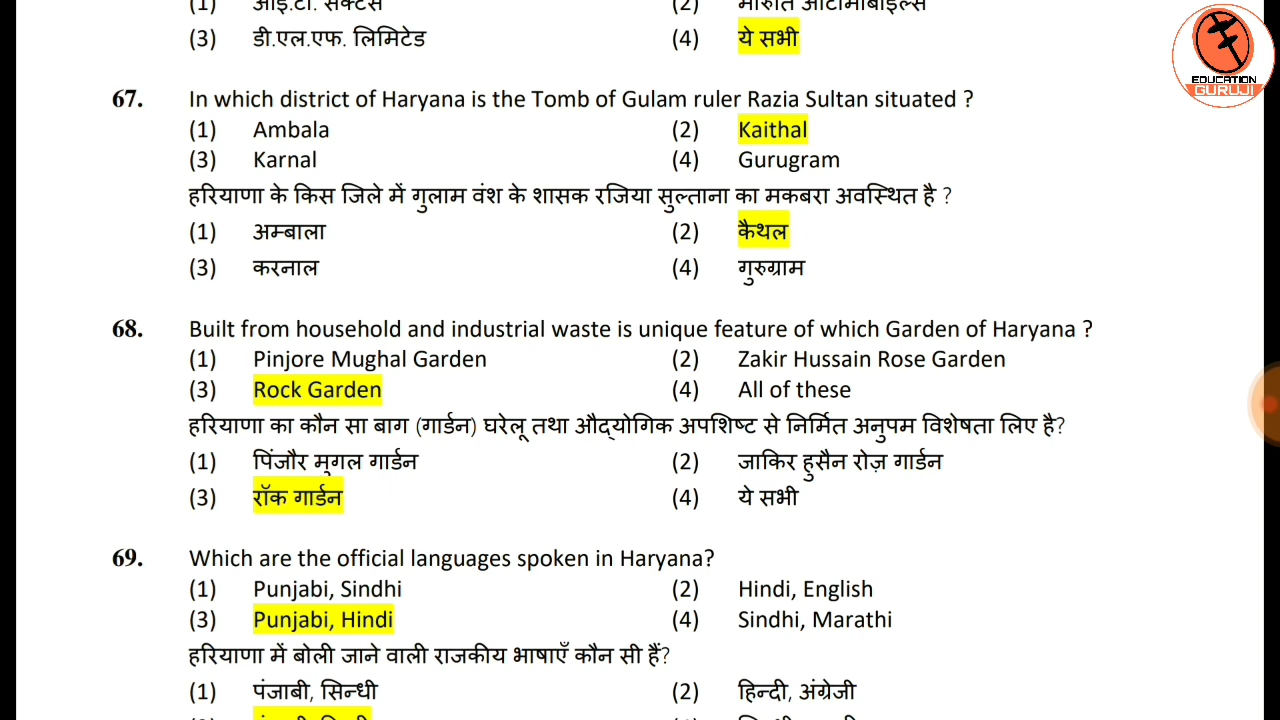 (3) डी.एल.एफ. लिमिटेड (4) ये सभी
EDUCATION
GURUJI
67. In which district of Haryana is the Tomb of Gulam ruler Razia Sultan situated ?
(1) Ambala (2) Kaithal
(3) Karnal (4) Gurugram
हरियाणा के किस जिले में गुलाम वंश के शासक रजिया सुल्ताना का मकबरा अवस्थित है ?
(1) अम्बाला (2) कैथल
(3) करनाल (4) गुरुग्राम
68. Built from household and industrial waste is unique feature of which Garden of Haryana ?
(1) Pinjore Mughal Garden (2) Zakir Hussain Rose Garden
(3) Rock Garden (4) All of these
हरियाणा का कौन सा बाग (गार्डन) घरेलू तथा औद्योगिक अपशिष्ट से निर्मित अनुपम विशेषता लिए है?
(1) पिंजौर मुगल गार्डन (2) जाकिर हुसैन रोज़ गार्डन
(3) रॉक गार्डन (4) ये सभी
69. Which are the official languages spoken in Haryana?
(1) Punjabi, Sindhi (2) Hindi, English
(3) Punjabi, Hindi (4) Sindhi, Marathi
हरियाणा में बोली जाने वाली राजकीय भाषाएँ कौन सी हैं?
(1) पंजाबी, सिन्धी (2) हिन्दी, अंग्रेजी